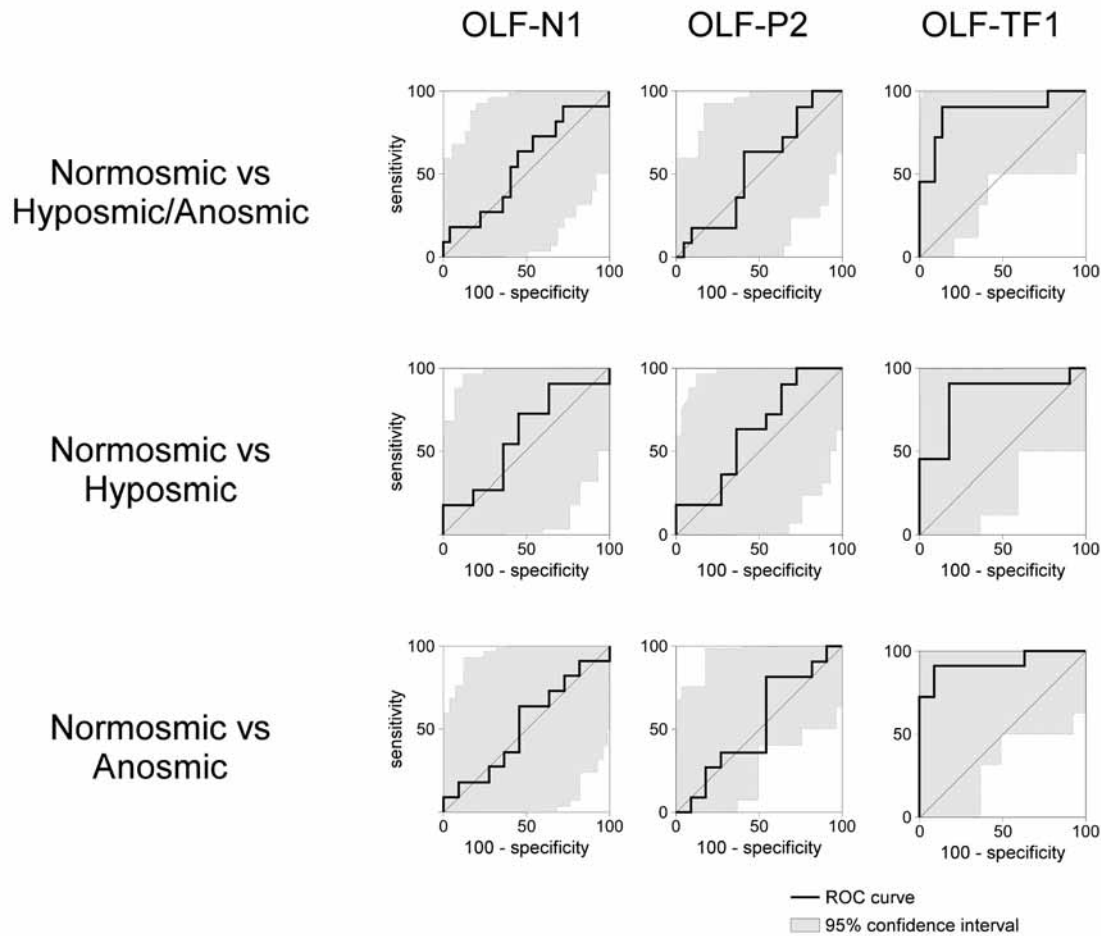 OLF-N1 OLF-P2 OLF-TF1
Normosmic vs
Hyposmic/Anosmic
sensitivity
100
50
0
0 50 100
100 - specificity
100
50
0
0 50 100
100 - specificity
100
50
0
0 50 100
100 - specificity
Normosmic vs
Hyposmic
sensitivity
100
50
0
0 50 100
100 - specificity
100
50
0
0 50 100
100 - specificity
100
50
0
0 50 100
100 - specificity
Normosmic vs
Anosmic
sensitivity
100
50
0 50 100
100 - specificity
100
50
0
0 50 100
100 - specificity
100
50
0
0 50 100
100 - specificity
ROC curve
95% confidence interval